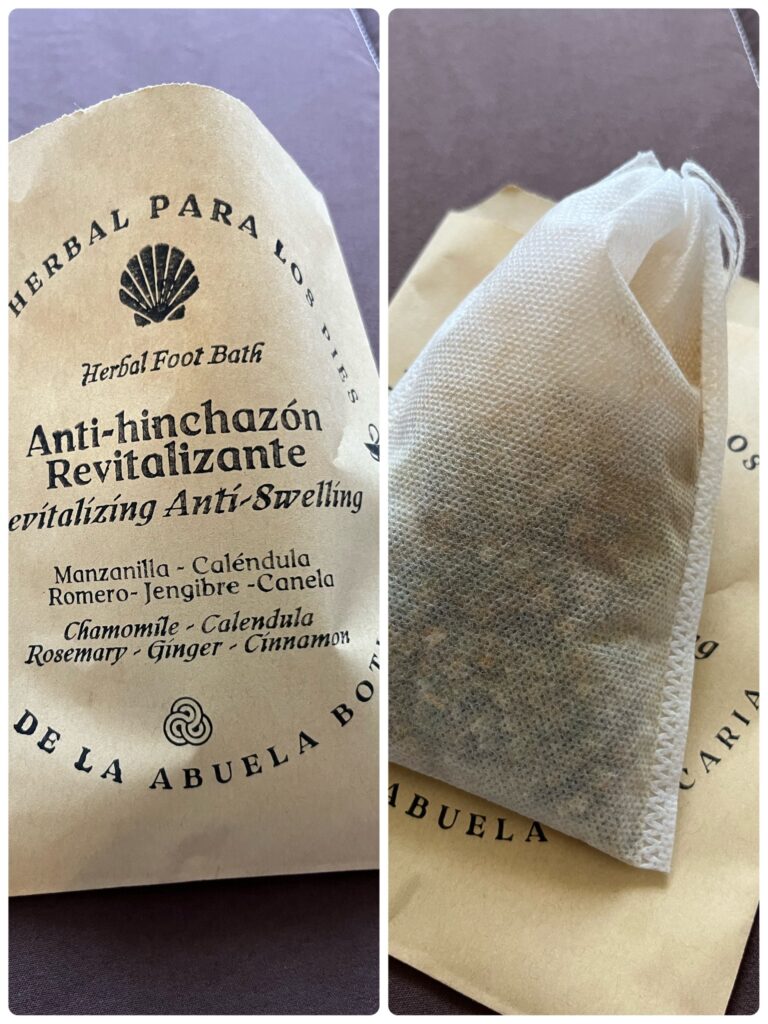 HERBAL PARA LOS PIES
Herbal Foot Bath
Anti-hinchazón
Revitalizante
evitalizing Anti-Swelling
Manzanilla - Caléndula
Romero- Jengibre -Canela
Chamomile - Calendula
Rosemary - Ginger - Cinnamon
DE LA ABUELA BOTI
OS
g
ABUELA
CARIA